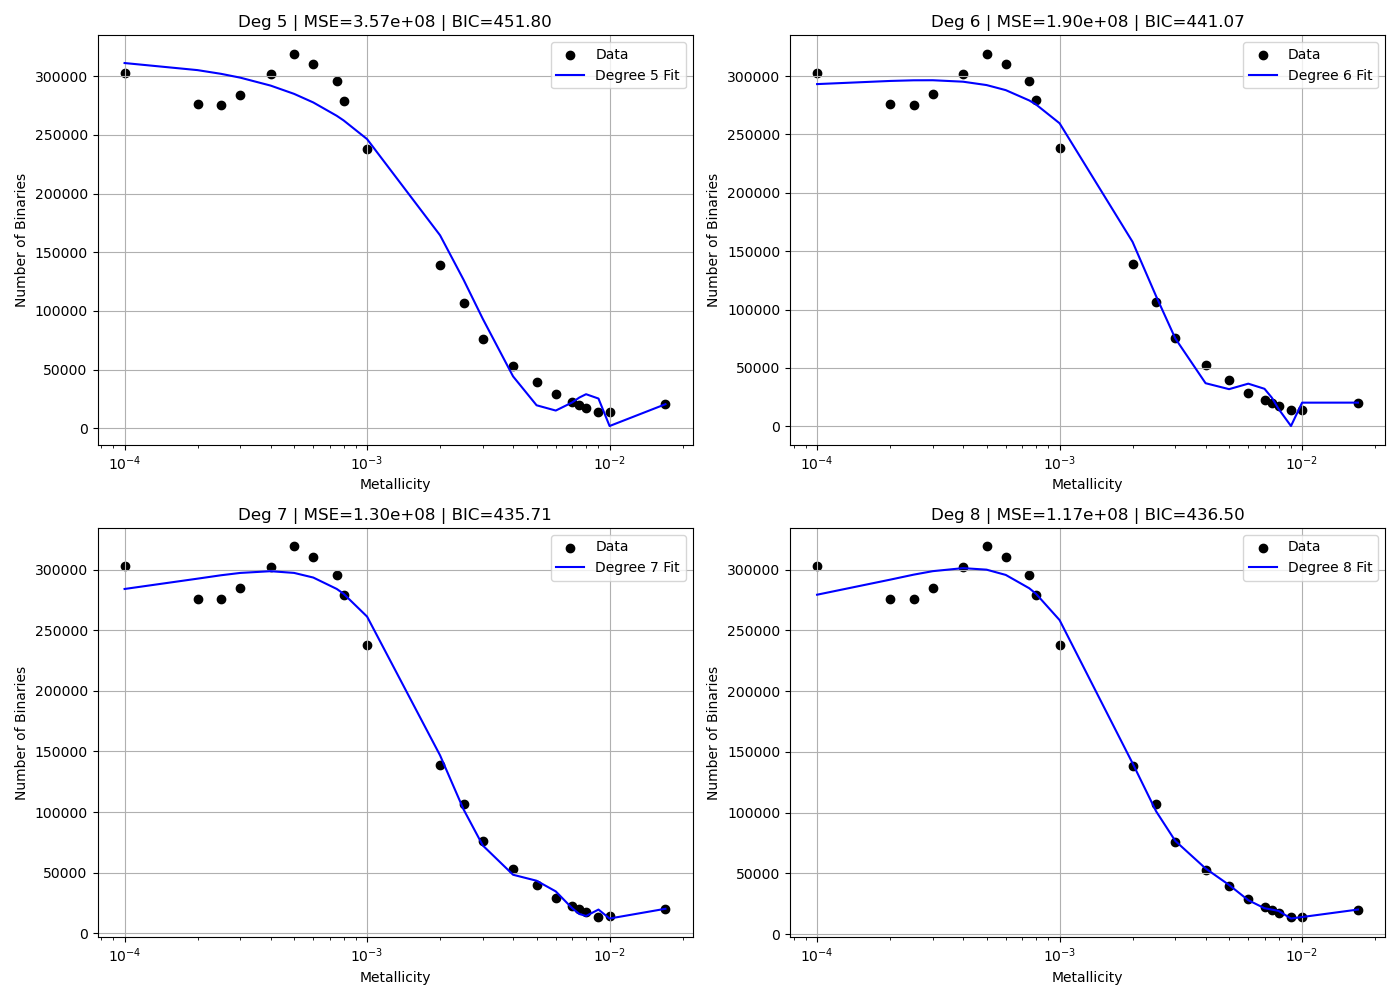 Deg 5 | MSE=3.57e+08 | BIC=451.80
Data
Degree 5 Fit
300000
250000
200000
150000
100000
50000
0
Number of Binaries
10⁻⁴
10⁻³
10⁻²
Metallicity
Deg 6 | MSE=1.90e+08 | BIC=441.07
Data
Degree 6 Fit
300000
250000
200000
150000
100000
50000
0
Number of Binaries
10⁻⁴
10⁻³
10⁻²
Metallicity
Deg 7 | MSE=1.30e+08 | BIC=435.71
Data
Degree 7 Fit
300000
250000
200000
150000
100000
50000
0
Number of Binaries
10⁻⁴
10⁻³
10⁻²
Metallicity
Deg 8 | MSE=1.17e+08 | BIC=436.50
Data
Degree 8 Fit
300000
250000
200000
150000
100000
50000
0
Number of Binaries
10⁻⁴
10⁻³
10⁻²
Metallicity